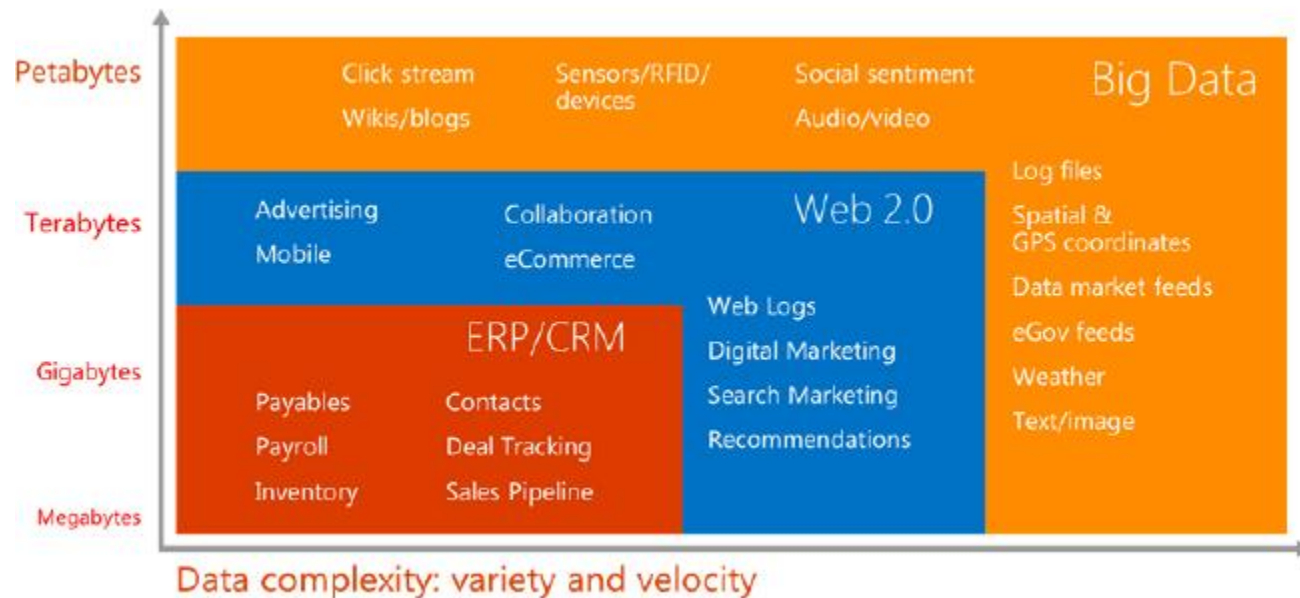 Petabytes
Terabytes
Gigabytes
Megabytes
Big Data
Click stream
Wikis/blogs
Sensors/RFID/
devices
Social sentiment
Audio/video
Log files
Spatial &
GPS coordinates
Data market feeds
eGov feeds
Weather
Text/image
Web 2.0
Advertising
Mobile
Collaboration
eCommerce
Web Logs
Digital Marketing
Search Marketing
Recommendations
ERP/CRM
Payables
Payroll
Inventory
Contacts
Deal Tracking
Sales Pipeline
Data complexity: variety and velocity